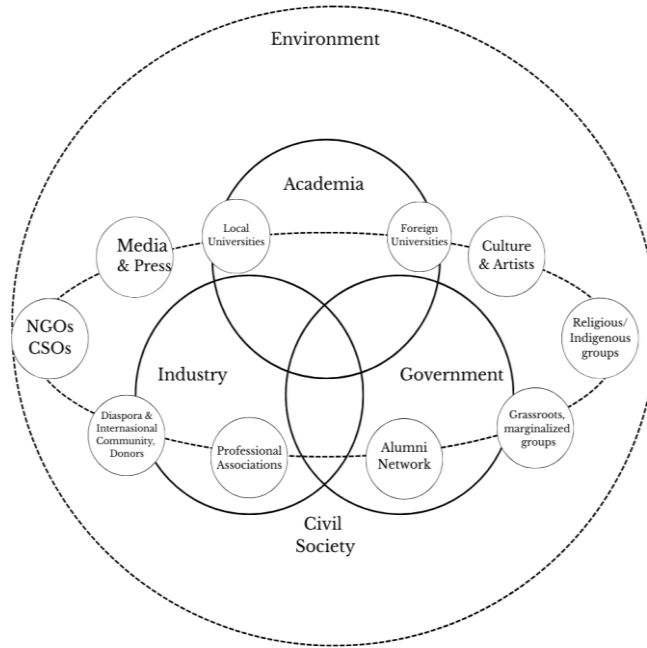 Environment
Academia
Local
Universities
Foreign
Universities
Media
& Press
Culture
& Artists
NGOs
CSOs
Religious/
Indigenous
groups
Industry
Government
Diaspora &
Internasional
Community,
Donors
Professional
Associations
Alumni
Network
Grassroots,
marginalized
groups
Civil
Society